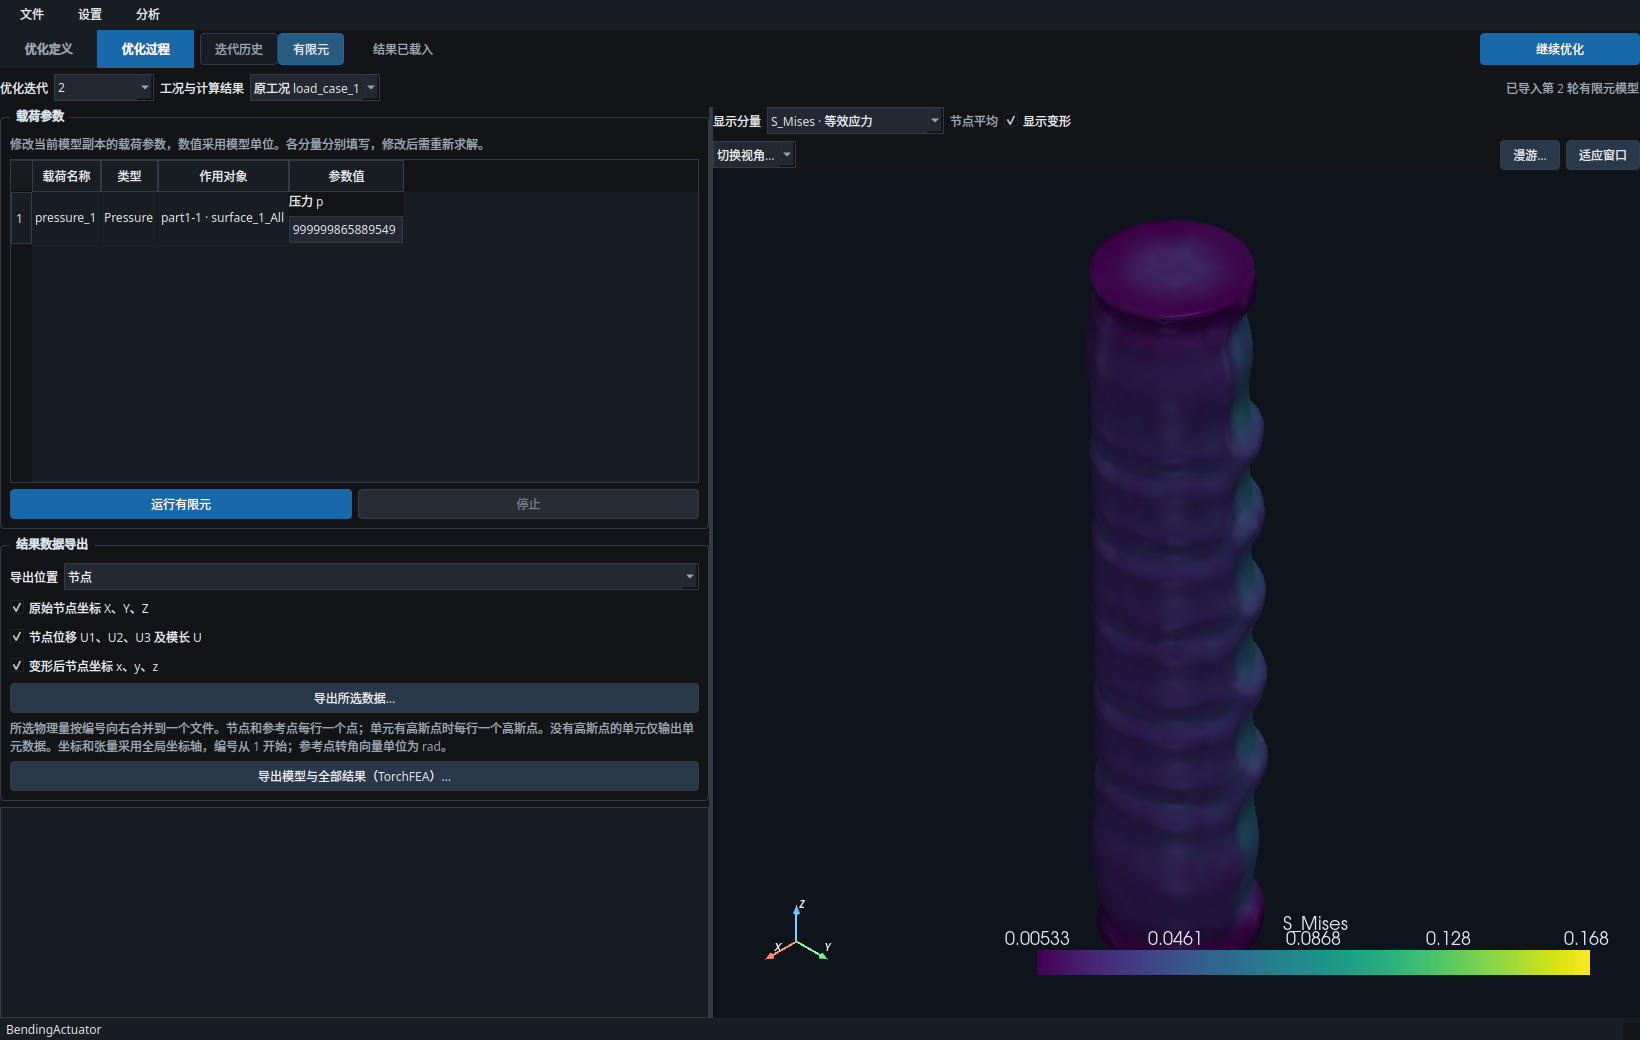 文件 设置 分析
优化定义 优化过程 迭代历史 有限元 结果已载入 继续优化
优化迭代 2 工况与计算结果 原工况 load_case_1 已导入第 2 轮有限元模型
载荷参数
修改当前模型副本的载荷参数，数值采用模型单位。各分量分别填写，修改后需重新求解。
载荷名称 类型 作用对象 参数值
1 pressure_1 Pressure part1-1 · surface_1_All 压力 p
999999865889549
运行有限元 停止
结果数据导出
导出位置 节点
原始节点坐标 X、Y、Z
节点位移 U1、U2、U3 及模长 U
变形后节点坐标 x、y、z
导出所选数据...
所选物理量按编号向右合并到一个文件。节点和参考点每行一个点；单元有高斯点时每行一个高斯点。没有高斯点的单元仅输出单
元数据。坐标和张量采用全局坐标轴，编号从 1 开始；参考点转角向量单位为 rad。
导出模型与全部结果（TorchFEA）...
显示分量 S_Mises · 等效应力 节点平均 显示变形
切换视角... 漫游... 适应窗口
Z
X Y
S_Mises
0.00533 0.0461 0.0868 0.128 0.168
BendingActuator